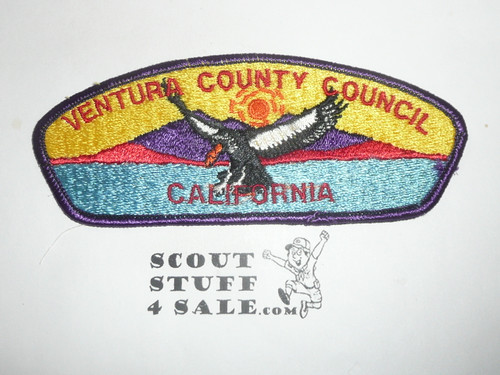 VENTURA COUNTY COUNCIL
CALIFORNIA
SCOUT
STUFF
4 SALE.COM